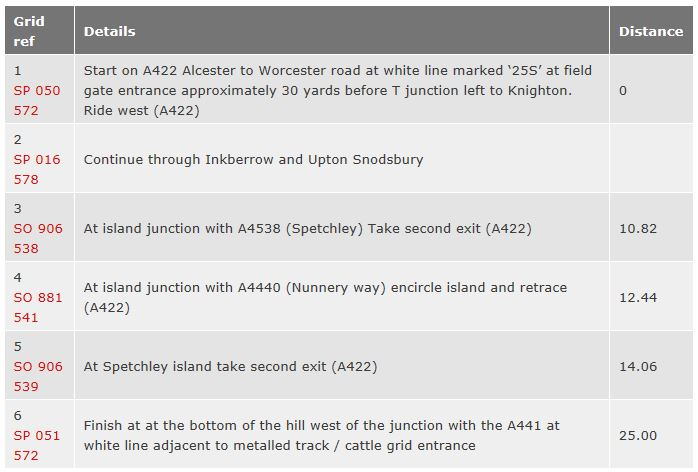 Grid ref Details Distance
1
SP 050
572
Start on A422 Alcester to Worcester road at white line marked ‘25S’ at field
gate entrance approximately 30 yards before T junction left to Knighton.
Ride west (A422)
0
2
SP 016
578
Continue through Inkberrow and Upton Snodsbury
3
SO 906
538
At island junction with A4538 (Spetchley) Take second exit (A422)
10.82
4
SO 881
541
At island junction with A4440 (Nunnery way) encircle island and retrace
(A422)
12.44
5
SO 906
539
At Spetchley island take second exit (A422)
14.06
6
SP 051
572
Finish at at the bottom of the hill west of the junction with the A441 at
white line adjacent to metalled track / cattle grid entrance
25.00